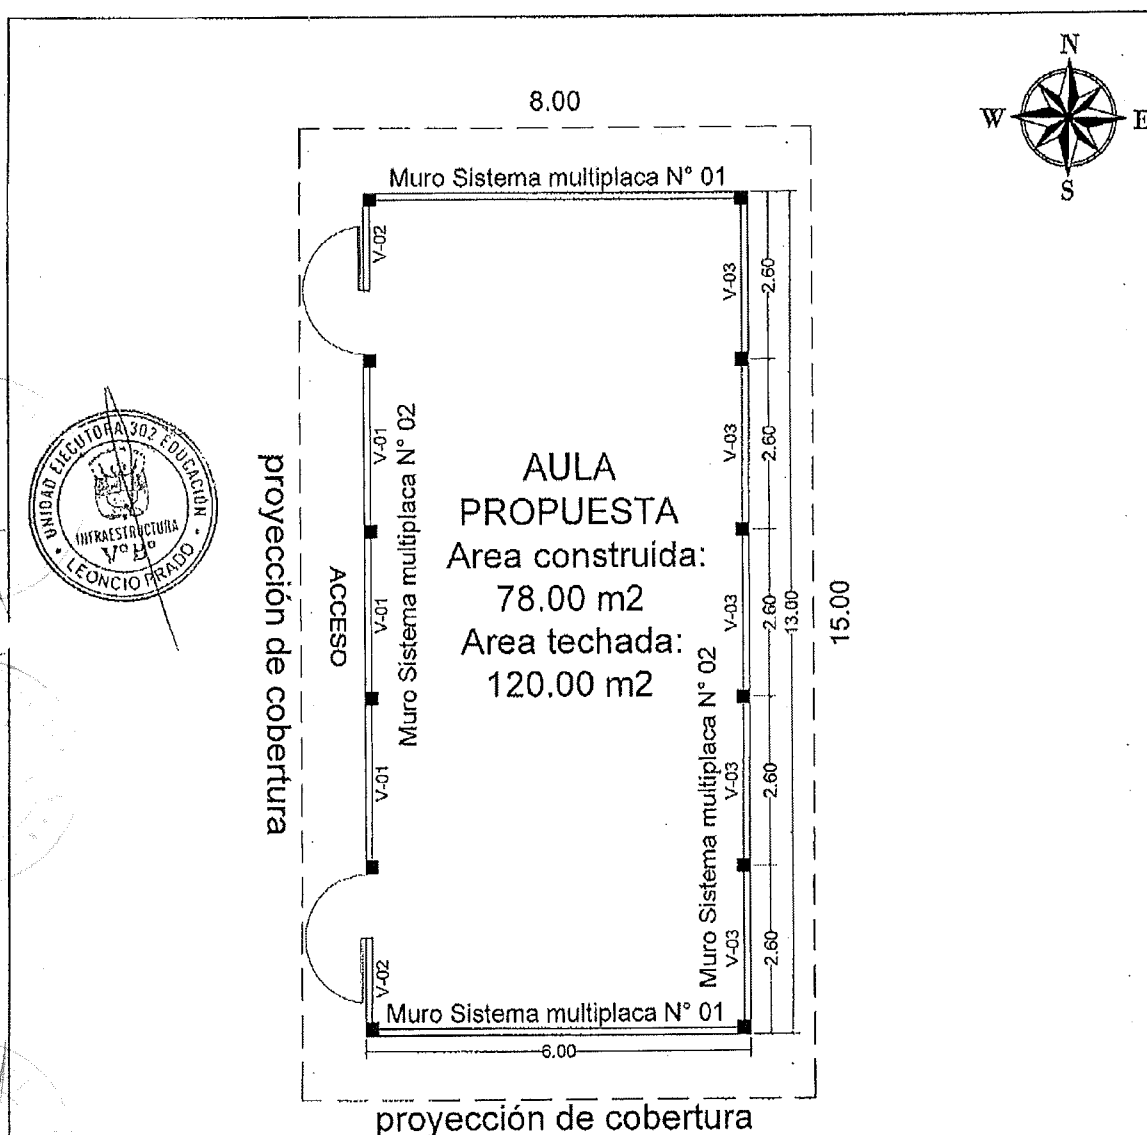 N
W
E
S
8.00
Muro Sistema multiplaca N° 01
V-02
V-03
2.60
V-01
Muro Sistema multiplaca N° 02
V-03
2.60
UNIDAD EJECUTORA 302 EDUCACIÓN
INFRAESTRUCTURA
V° B°
LEONCIO PRADO
proyección de cobertura
ACCESO
AULA
PROPUESTA
Area construida:
78.00 m2
Area techada:
120.00 m2
V-01
V-03
2.60
13.00
15.00
V-01
Muro Sistema multiplaca N° 02
V-03
2.60
V-03
2.60
V-02
Muro Sistema multiplaca N° 01
6.00
proyección de cobertura